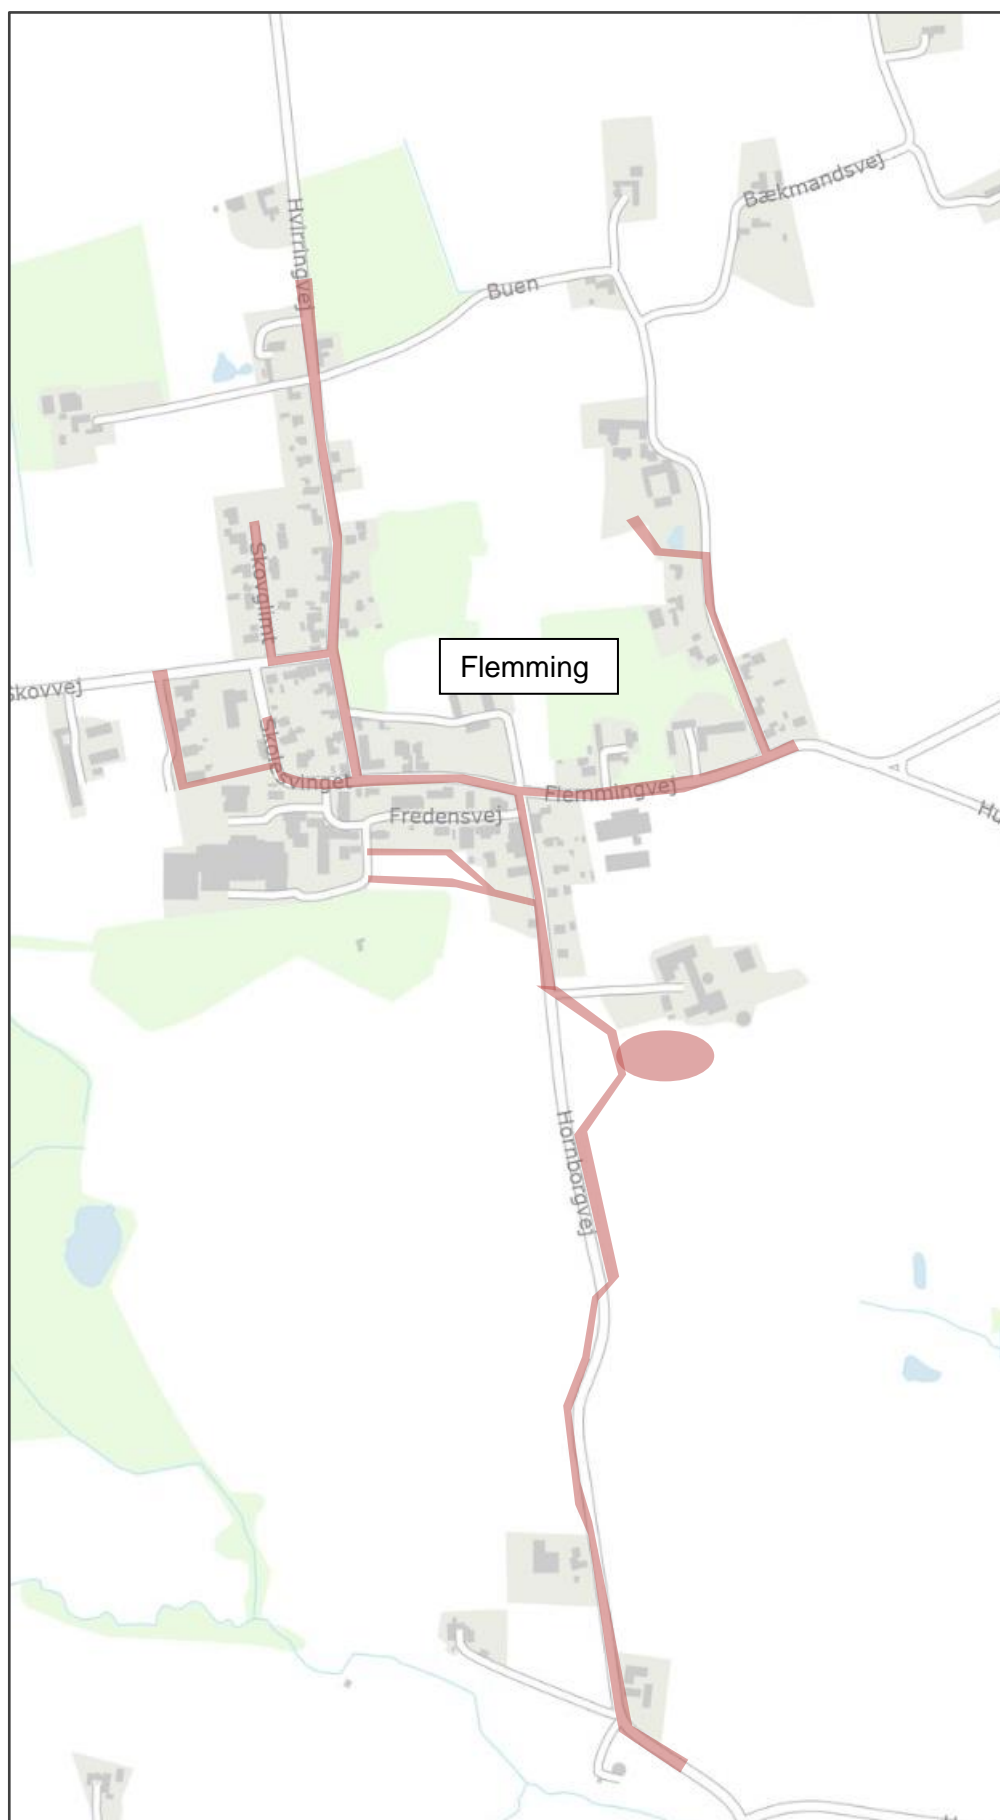 Bækmandsvej
Hvirringvej
Buen
Skovglimt
Flemming
Skovvej
Skolesvinget
Flemmingvej
Fredensvej
Hornborgvej